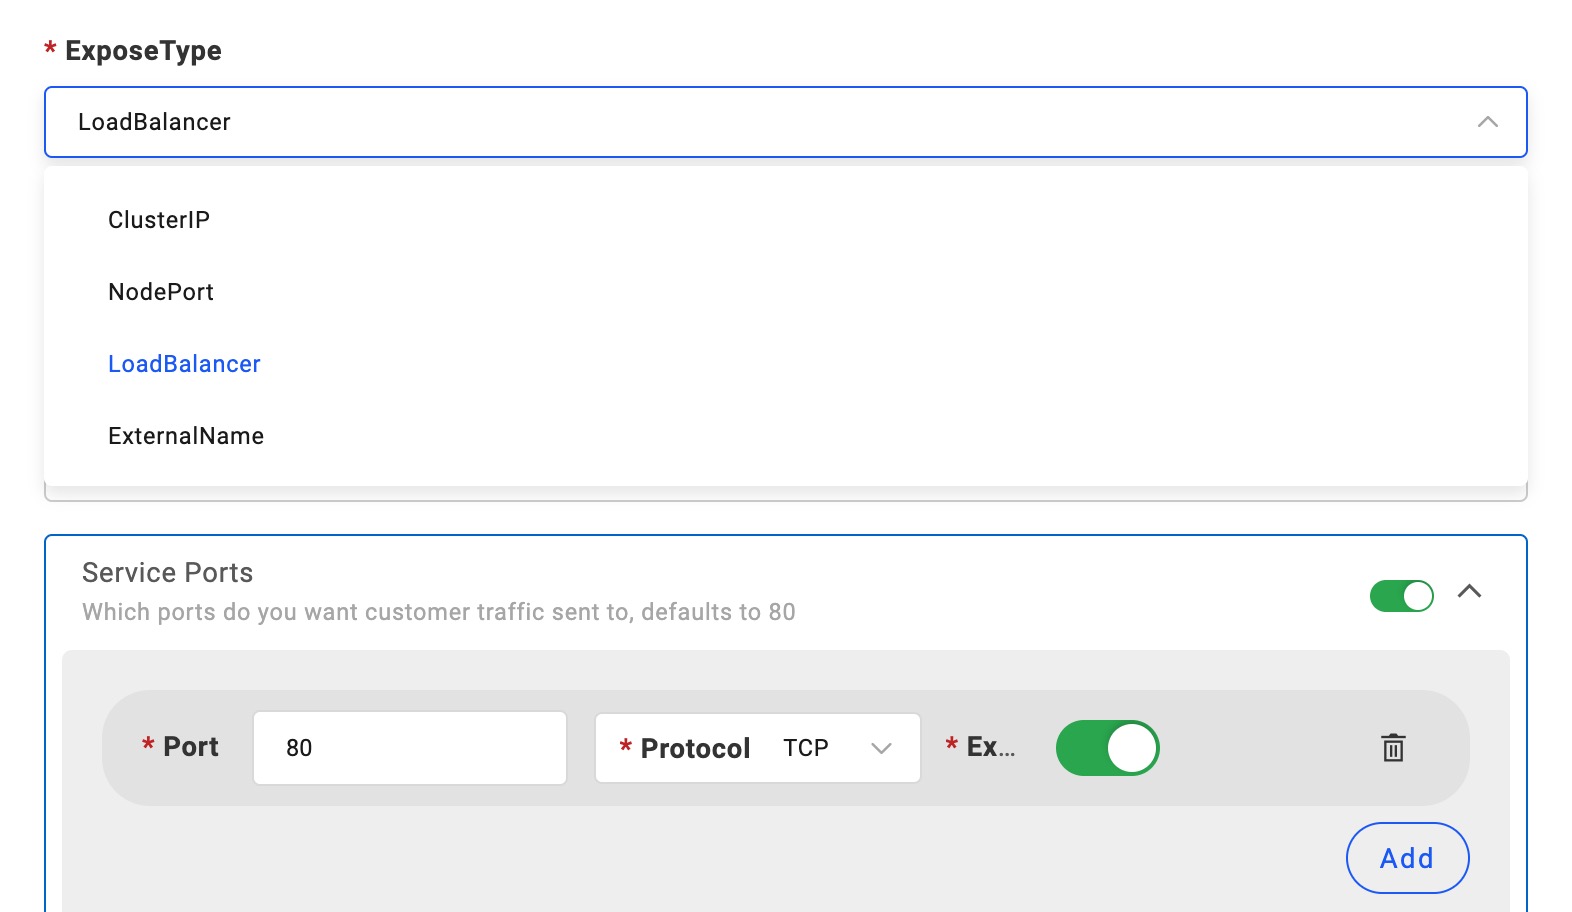 * ExposeType
LoadBalancer
ClusterIP
NodePort
LoadBalancer
ExternalName
Service Ports
Which ports do you want customer traffic sent to, defaults to 80
* Port 80 * Protocol TCP * Ex...
Add